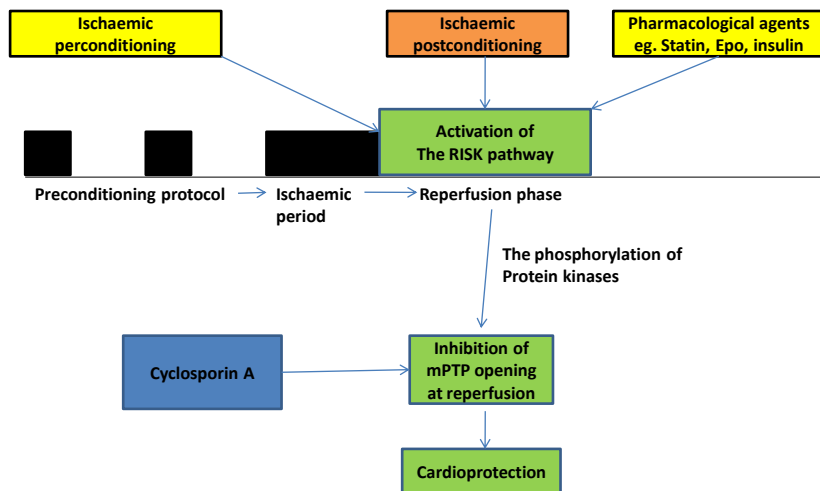 Ischaemic
perconditioning
Ischaemic
postconditioning
Pharmacological agents
eg. Statin, Epo, insulin
Activation of
The RISK pathway
Preconditioning protocol
Ischaemic
period
Reperfusion phase
The phosphorylation of
Protein kinases
Cyclosporin A
Inhibition of
mPTP opening
at reperfusion
Cardioprotection